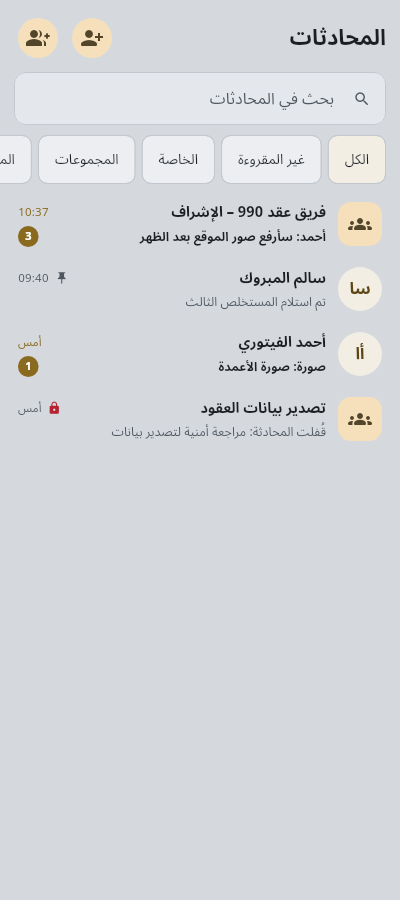 المحادثات
بحث في المحادثات
الكل
غير المقروءة
الخاصة
المجموعات
فريق عقد 990 – الإشراف
10:37
أحمد: سأرفع صور الموقع بعد الظهر
3
سا
سالم المبروك
09:40
تم استلام المستخلص الثالث
أا
أحمد الفيتوري
أمس
صورة: صورة الأعمدة
1
تصدير بيانات العقود
أمس
قُفلت المحادثة: مراجعة أمنية لتصدير بيانات